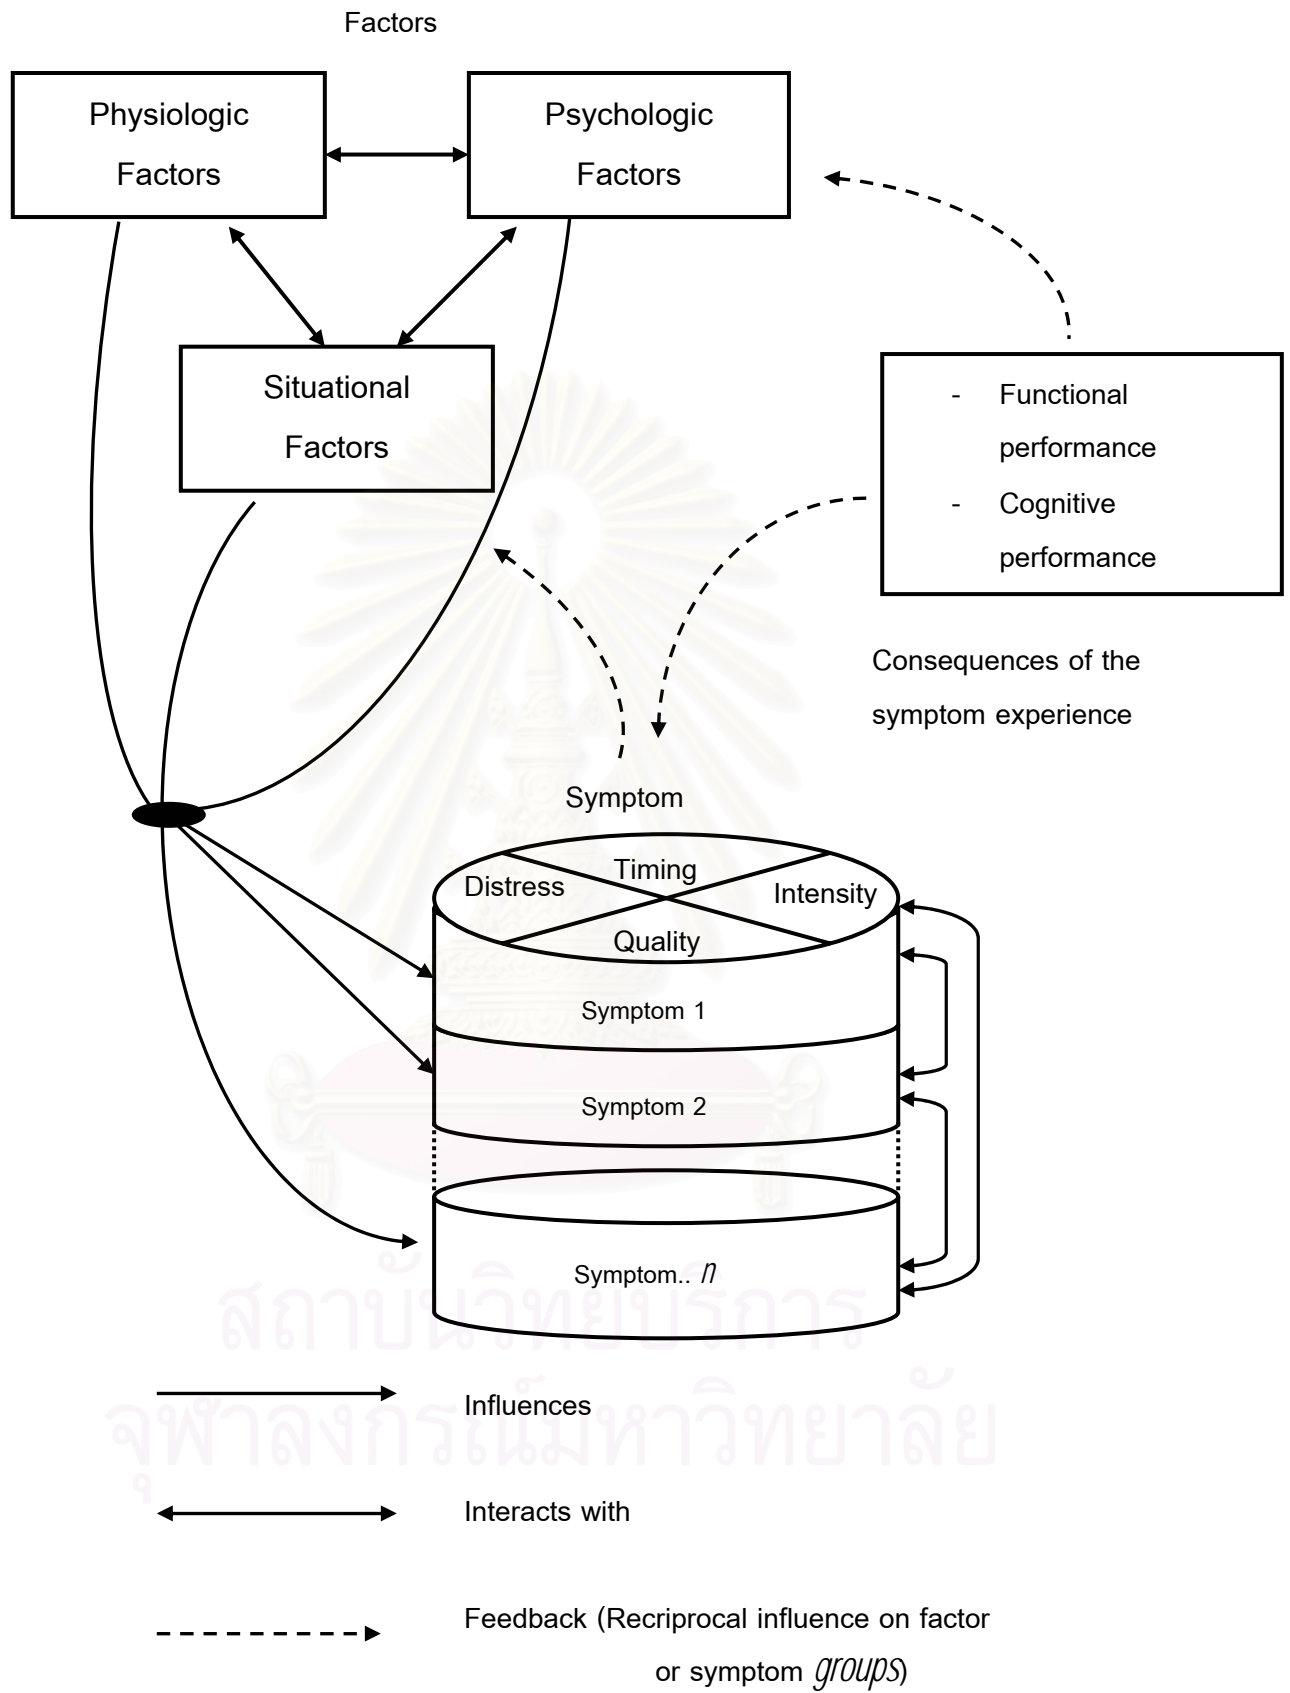 Factors
Physiologic
Factors
Psychologic
Factors
Situational
Factors
- Functional
performance
- Cognitive
performance
Consequences of the
symptom experience
Symptom
Timing
Distress
Intensity
Quality
Symptom 1
Symptom 2
Symptom.. n
สถาบันวิทยบริการ
จุฬาลงกรณ์มหาวิทยาลัย
Influences
Interacts with
Feedback (Recriprocal influence on factor
or symptom groups)